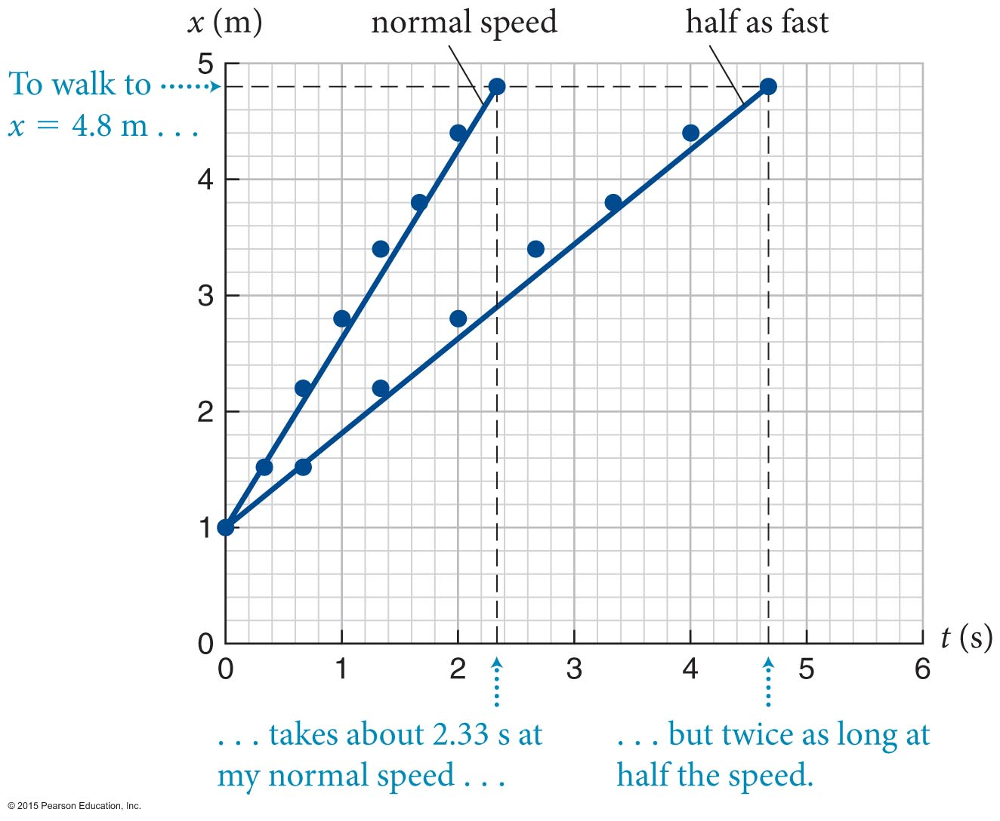 x (m)
normal speed
half as fast
To walk to
x = 4.8 m . . .
5
4
3
2
1
0
0 1 2 3 4 5 6
t (s)
. . . takes about 2.33 s at
my normal speed . . .
. . . but twice as long at
half the speed.
© 2015 Pearson Education, Inc.